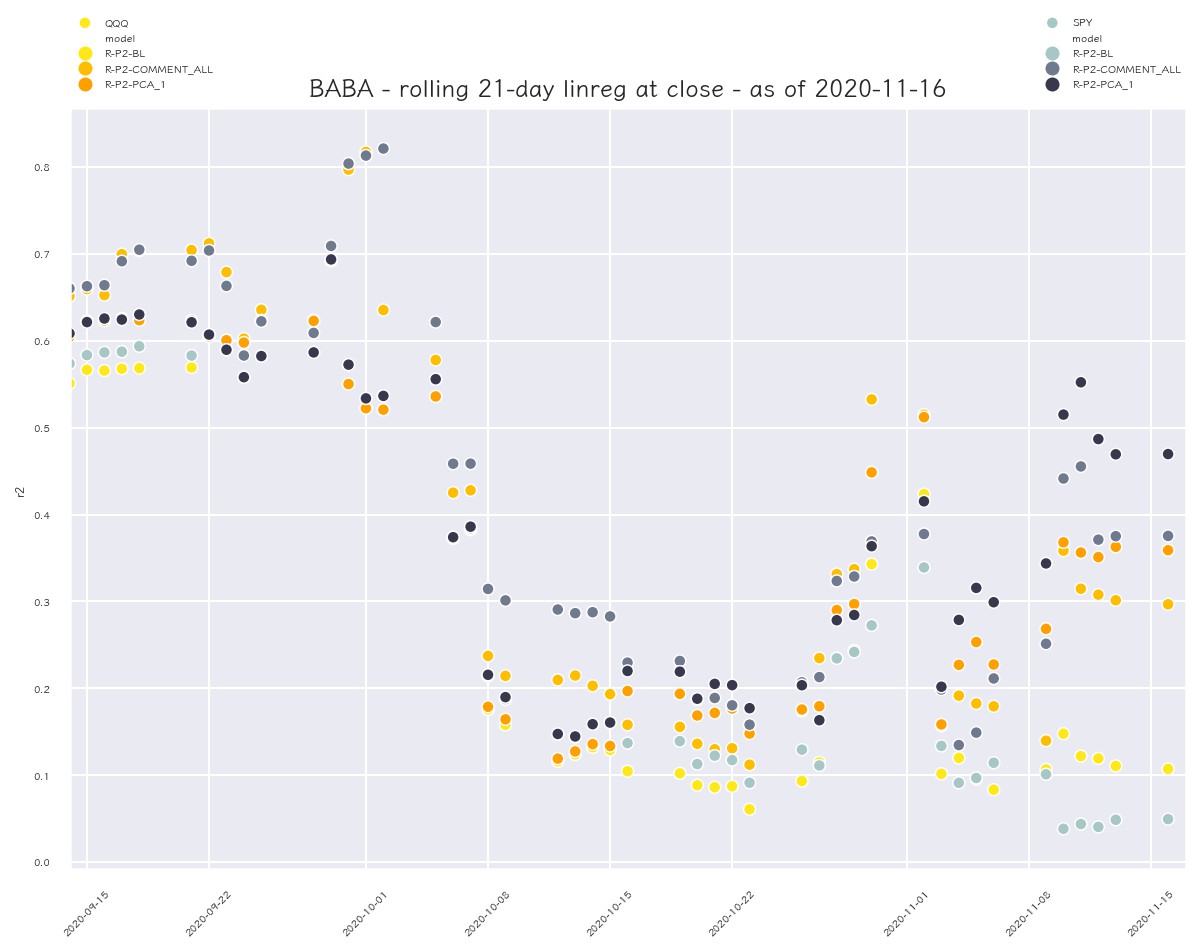 QQQ
model
R-P2-BL
R-P2-COMMENT_ALL
R-P2-PCA_1
SPY
model
R-P2-BL
R-P2-COMMENT_ALL
R-P2-PCA_1
BABA - rolling 21-day linreg at close - as of 2020-11-16
0.8
0.7
0.6
0.5
r2
0.4
0.3
0.2
0.1
0.0
2020-09-15
2020-09-22
2020-10-01
2020-10-08
2020-10-15
2020-10-22
2020-11-01
2020-11-08
2020-11-15